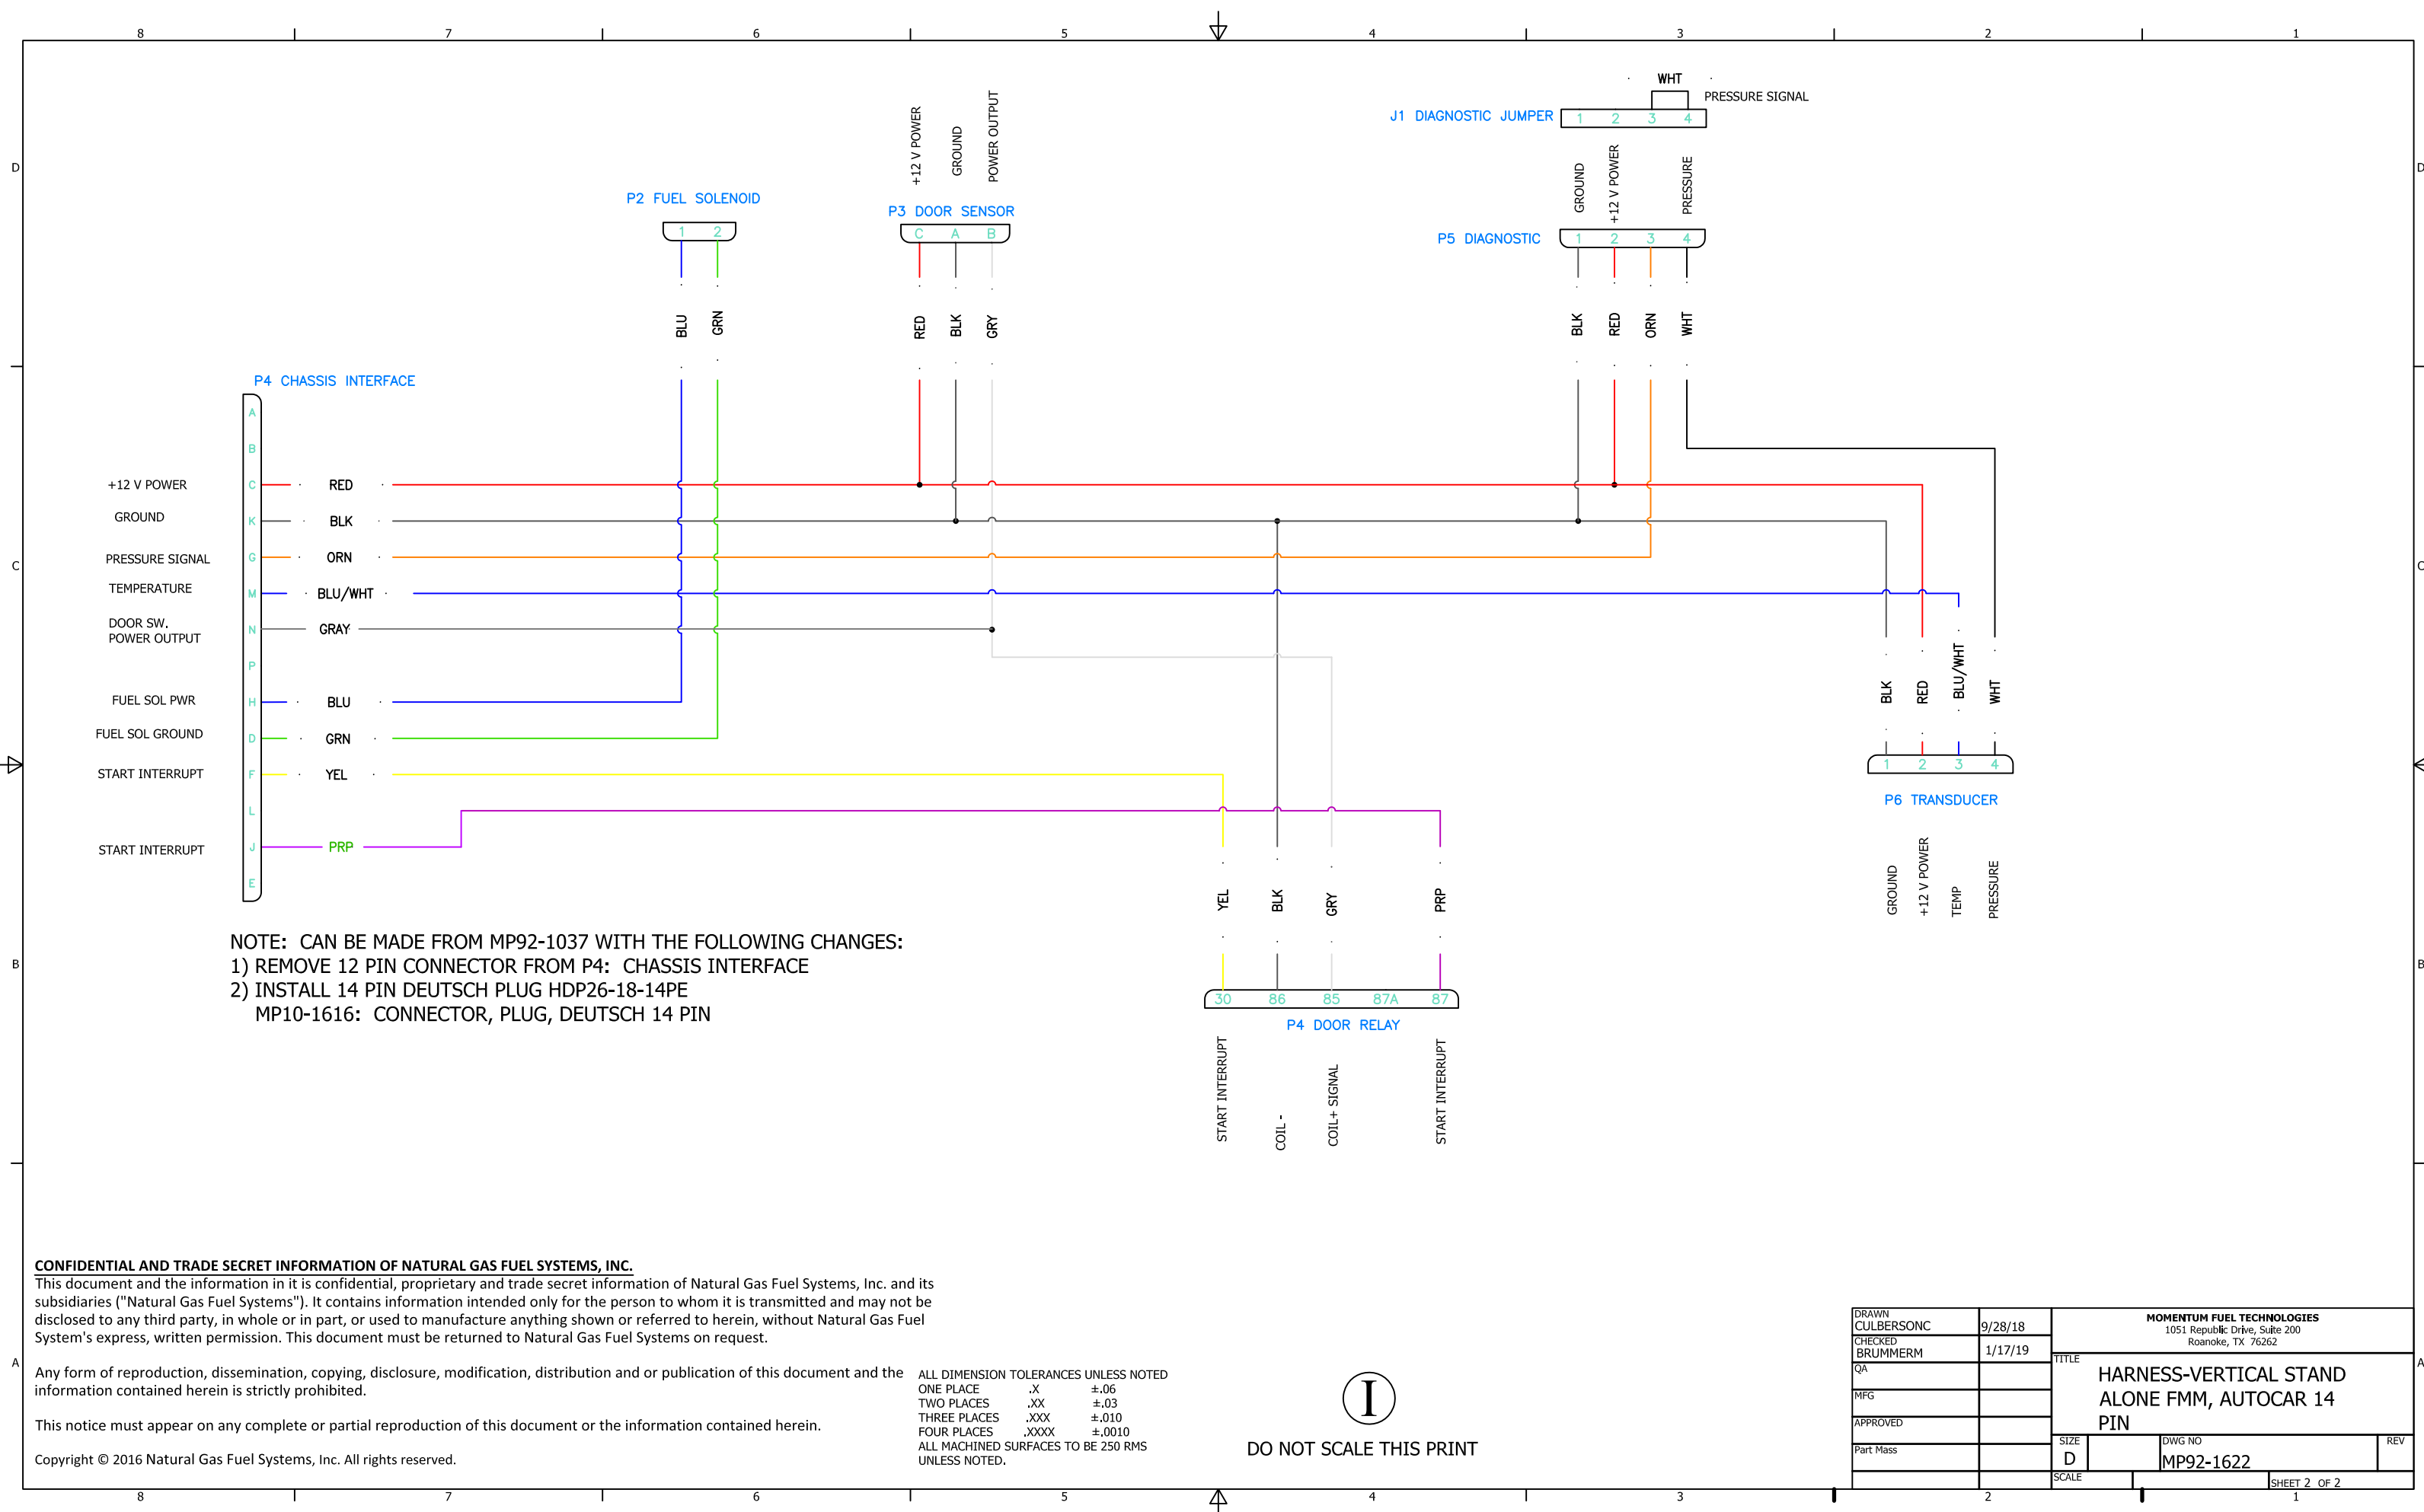 8 7 6 5 4 3 2 1
WHT
PRESSURE SIGNAL
J1 DIAGNOSTIC JUMPER
1 2 3 4
+12 V POWER
GROUND
POWER OUTPUT
GROUND
+12 V POWER
PRESSURE
D
D
P2 FUEL SOLENOID
1 2
P3 DOOR SENSOR
C A B
P5 DIAGNOSTIC
1 2 3 4
BLU
GRN
RED
BLK
GRY
BLK
RED
ORN
WHT
P4 CHASSIS INTERFACE
A
B
+12 V POWER C RED
GROUND K BLK
PRESSURE SIGNAL G ORN
C
C
TEMPERATURE M BLU/WHT
DOOR SW.
POWER OUTPUT N GRAY
P
FUEL SOL PWR H BLU
FUEL SOL GROUND D GRN
START INTERRUPT F YEL
L
START INTERRUPT J PRP
E
BLK
RED
BLU/WHT
WHT
1 2 3 4
P6 TRANSDUCER
GROUND
+12 V POWER
TEMP
PRESSURE
YEL
BLK
GRY
PRP
30 86 85 87A 87
P4 DOOR RELAY
START INTERRUPT
COIL -
COIL+ SIGNAL
START INTERRUPT
NOTE: CAN BE MADE FROM MP92-1037 WITH THE FOLLOWING CHANGES:
1) REMOVE 12 PIN CONNECTOR FROM P4: CHASSIS INTERFACE
2) INSTALL 14 PIN DEUTSCH PLUG HDP26-18-14PE
MP10-1616: CONNECTOR, PLUG, DEUTSCH 14 PIN
B
B
CONFIDENTIAL AND TRADE SECRET INFORMATION OF NATURAL GAS FUEL SYSTEMS, INC.
This document and the information in it is confidential, proprietary and trade secret information of Natural Gas Fuel Systems, Inc. and its
subsidiaries ("Natural Gas Fuel Systems"). It contains information intended only for the person to whom it is transmitted and may not be
disclosed to any third party, in whole or in part, or used to manufacture anything shown or referred to herein, without Natural Gas Fuel
System's express, written permission. This document must be returned to Natural Gas Fuel Systems on request.
Any form of reproduction, dissemination, copying, disclosure, modification, distribution and or publication of this document and the
information contained herein is strictly prohibited.
This notice must appear on any complete or partial reproduction of this document or the information contained herein.
Copyright © 2016 Natural Gas Fuel Systems, Inc. All rights reserved.
A
A
ALL DIMENSION TOLERANCES UNLESS NOTED
ONE PLACE .X ±.06
TWO PLACES .XX ±.03
THREE PLACES .XXX ±.010
FOUR PLACES .XXXX ±.0010
ALL MACHINED SURFACES TO BE 250 RMS
UNLESS NOTED.
I
DO NOT SCALE THIS PRINT
DRAWN
CULBERSONC 9/28/18
CHECKED
BRUMMERM 1/17/19
QA
MFG
APPROVED
Part Mass
MOMENTUM FUEL TECHNOLOGIES
1051 Republic Drive, Suite 200
Roanoke, TX 76262
TITLE
HARNESS-VERTICAL STAND
ALONE FMM, AUTOCAR 14
PIN
SIZE
D
DWG NO
MP92-1622
REV
SCALE
SHEET 2 OF 2
8 7 6 5 4 3 2 1